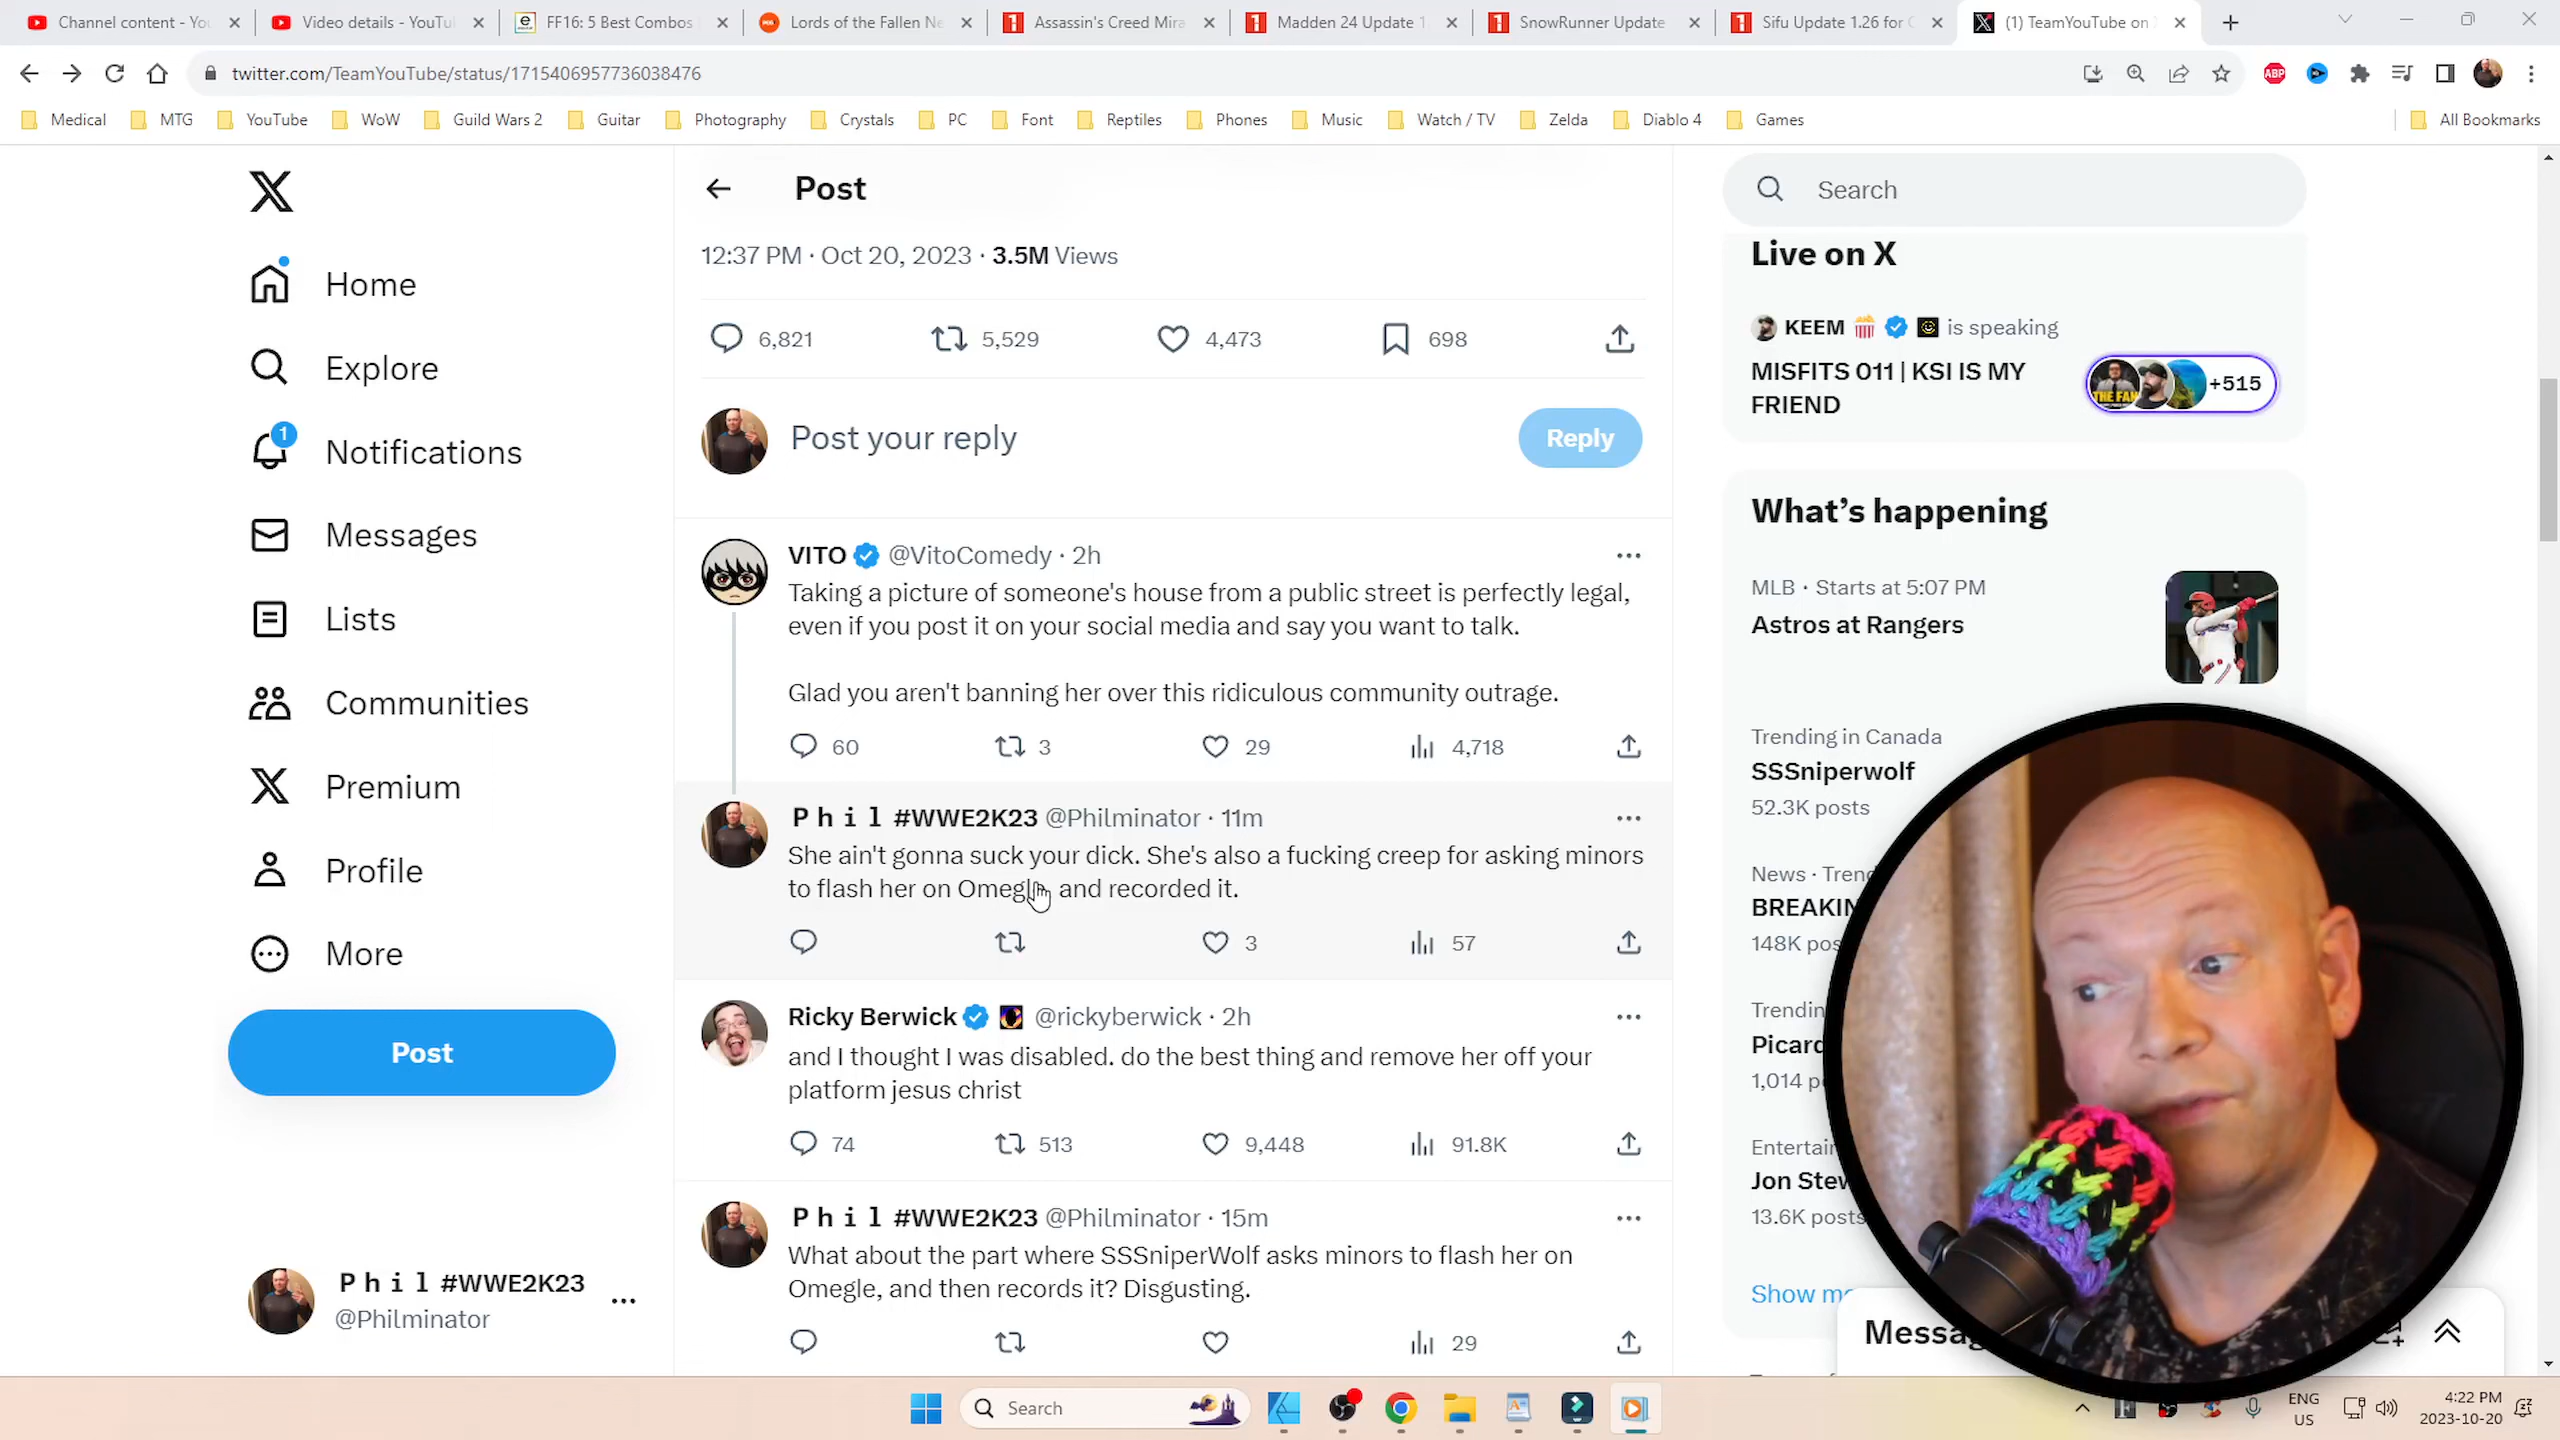 Channel content - You
Video details - YouTu
FF16: 5 Best Combos
Lords of the Fallen Ne
Assassin's Creed Mira
Madden 24 Update 1
SnowRunner Update
Sifu Update 1.26 for
(1) TeamYouTube on
twitter.com/TeamYouTube/status/1715406957736038476
ABP
Medical
MTG
YouTube
WoW
Guild Wars 2
Guitar
Photography
Crystals
PC
Font
Reptiles
Phones
Music
Watch / TV
Zelda
Diablo 4
Games
All Bookmarks
Home
Explore
1
Notifications
Messages
Lists
Communities
Premium
Profile
More
Post
Phil #WWE2K23
@Philminator
Post
12:37 PM · Oct 20, 2023 · 3.5M Views
6,821 5,529 4,473 698
Post your reply
Reply
VITO @VitoComedy · 2h
Taking a picture of someone's house from a public street is perfectly legal,
even if you post it on your social media and say you want to talk.
Glad you aren't banning her over this ridiculous community outrage.
60 3 29 4,718
Phil #WWE2K23 @Philminator · 11m
She ain't gonna suck your dick. She's also a fucking creep for asking minors
to flash her on Omegle and recorded it.
3 57
Ricky Berwick @rickyberwick · 2h
and I thought I was disabled. do the best thing and remove her off your
platform jesus christ
74 513 9,448 91.8K
Phil #WWE2K23 @Philminator · 15m
What about the part where SSSniperWolf asks minors to flash her on
Omegle, and then records it? Disgusting.
29
Search
Live on X
KEEM is speaking
MISFITS 011 | KSI IS MY
FRIEND
THE FAN
+515
What's happening
MLB · Starts at 5:07 PM
Astros at Rangers
Trending in Canada
SSSniperwolf
52.3K posts
News · Tren
BREAKIN
148K po
Trendin
Picard
1,014 p
Entertai
Jon Stew
13.6K posts
Show mo
Messag
Search
ENG
US
4:22 PM
2023-10-20